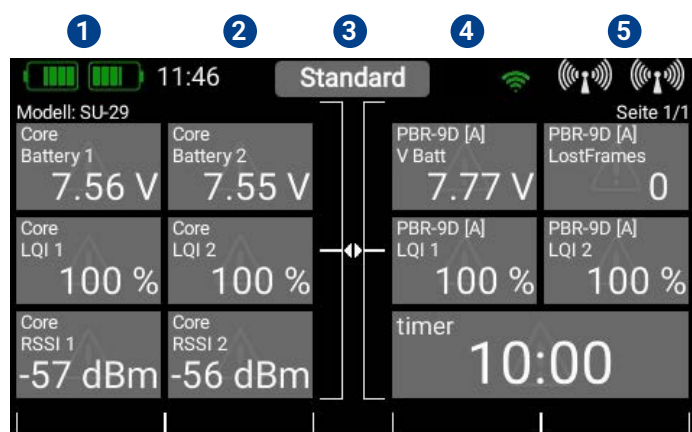 1 2 3 4 5
11:46 Standard
Modell: SU-29 Seite 1/1
Core
Battery 1
7.56 V
Core
Battery 2
7.55 V
PBR-9D [A]
V Batt
7.77 V
PBR-9D [A]
LostFrames
0
Core
LQI 1
100 %
Core
LQI 2
100 %
PBR-9D [A]
LQI 1
100 %
PBR-9D [A]
LQI 2
100 %
Core
RSSI 1
-57 dBm
Core
RSSI 2
-56 dBm
timer
10:00